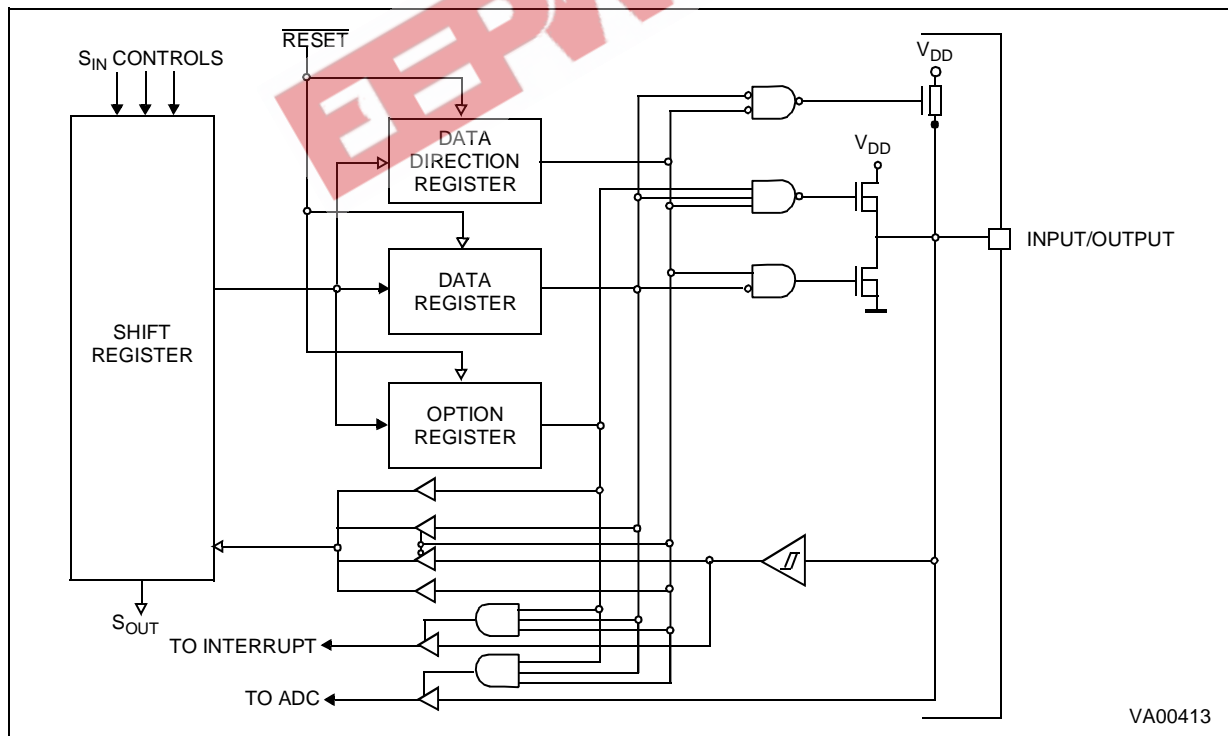 RESET
S_IN CONTROLS
V_DD
DATA
DIRECTION
REGISTER
V_DD
INPUT/OUTPUT
DATA
REGISTER
SHIFT
REGISTER
OPTION
REGISTER
S_OUT
TO INTERRUPT
TO ADC
VA00413